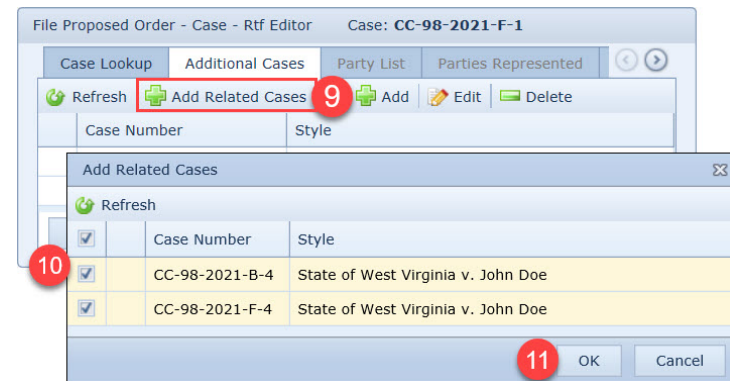 File Proposed Order - Case - Rtf Editor Case: CC-98-2021-F-1
Case Lookup Additional Cases Party List Parties Represented
Refresh Add Related Cases 9 Add Edit Delete
Case Number Style
Add Related Cases
Refresh
Case Number Style
10 CC-98-2021-B-4 State of West Virginia v. John Doe
CC-98-2021-F-4 State of West Virginia v. John Doe
11 OK Cancel